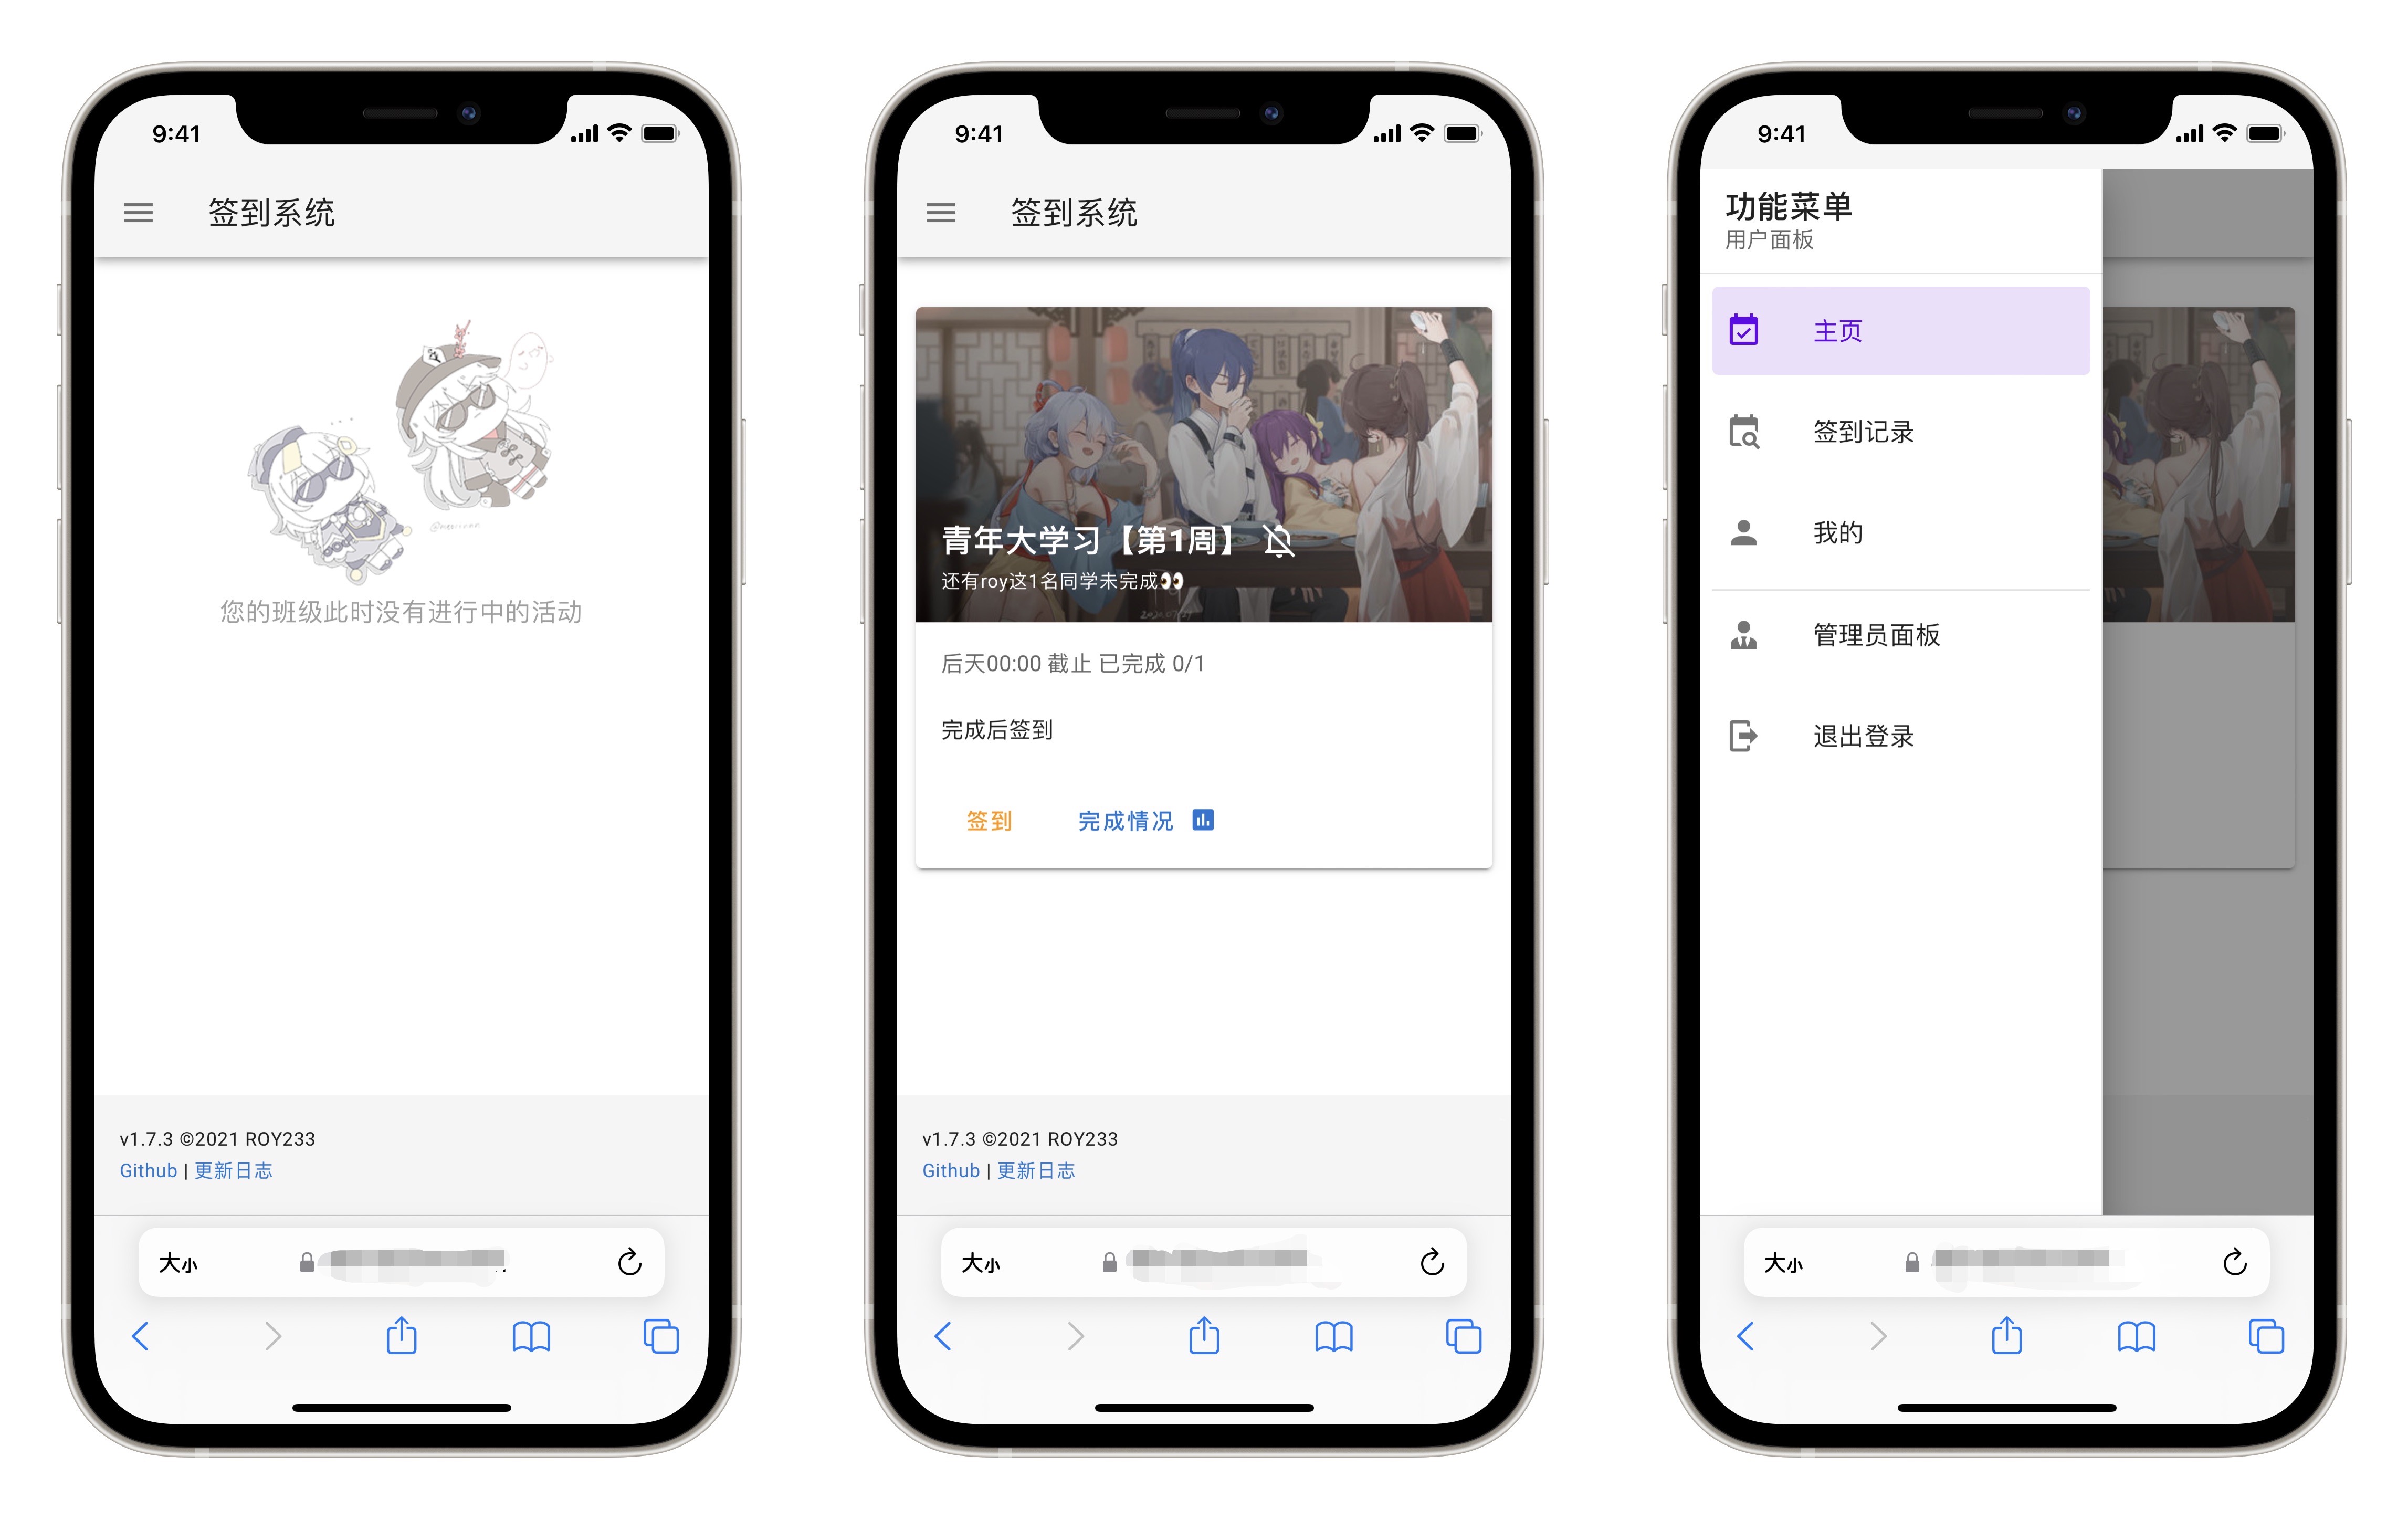 9:41
签到系统
您的班级此时没有进行中的活动
v1.7.3 ©2021 ROY233
Github | 更新日志
大小
9:41
签到系统
青年大学习【第1周】
还有roy这1名同学未完成👀
后天00:00 截止 已完成 0/1
完成后签到
签到 完成情况
v1.7.3 ©2021 ROY233
Github | 更新日志
大小
9:41
功能菜单
用户面板
主页
签到记录
我的
管理员面板
退出登录
大小